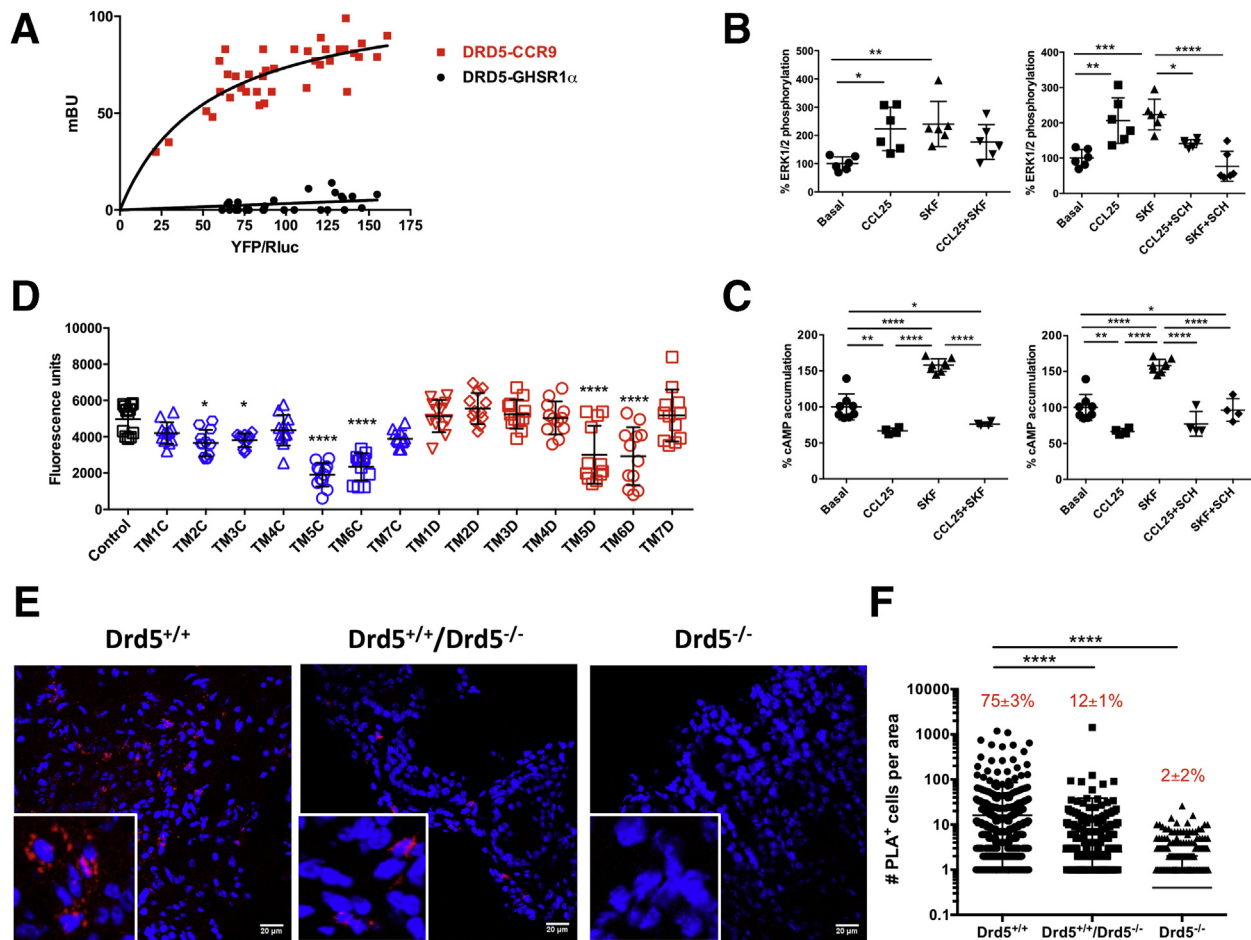 A
mBU
100
50
0
0
25
50
75
100
125
150
175
YFP/Rluc
DRD5-CCR9
DRD5-GHSR1α
B
% ERK1/2 phosphorylation
500
400
300
200
100
0
**
*
Basal
CCL25
SKF
CCL25+SKF
% ERK1/2 phosphorylation
400
300
200
100
0
***
****
**
*
Basal
CCL25
SKF
CCL25+SCH
SKF+SCH
D
Fluorescence units
10000
8000
6000
4000
2000
0
*
*
****
****
****
****
Control
TM1C
TM2C
TM3C
TM4C
TM5C
TM6C
TM7C
TM1D
TM2D
TM3D
TM4D
TM5D
TM6D
TM7D
C
% cAMP accumulation
200
150
100
50
0
*
****
** **** ****
Basal
CCL25
SKF
CCL25+SKF
% cAMP accumulation
200
150
100
50
0
*
**** ****
** **** ****
Basal
CCL25
SKF
CCL25+SCH
SKF+SCH
E
Drd5+/+
Drd5+/+/Drd5-/-
Drd5-/-
20 µm
20 µm
20 µm
F
# PLA+ cells per area
10000
1000
100
10
1
0.1
****
****
75±3%
12±1%
2±2%
Drd5+/+
Drd5+/+/Drd5-/-
Drd5-/-